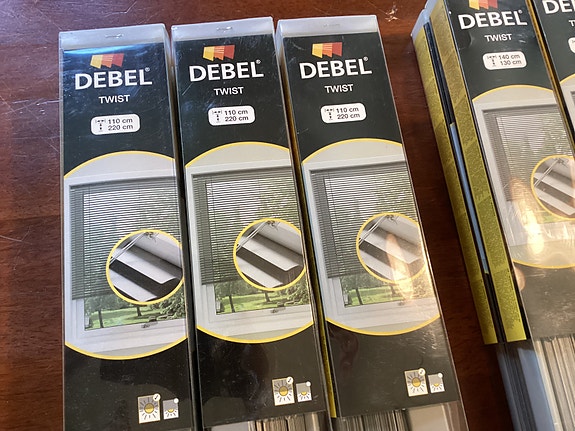 DEBEL®
TWIST
110 cm
220 cm
DEBEL®
TWIST
110 cm
220 cm
DEBEL®
TWIST
110 cm
220 cm
DEBEL
TWIST
140 cm
130 cm